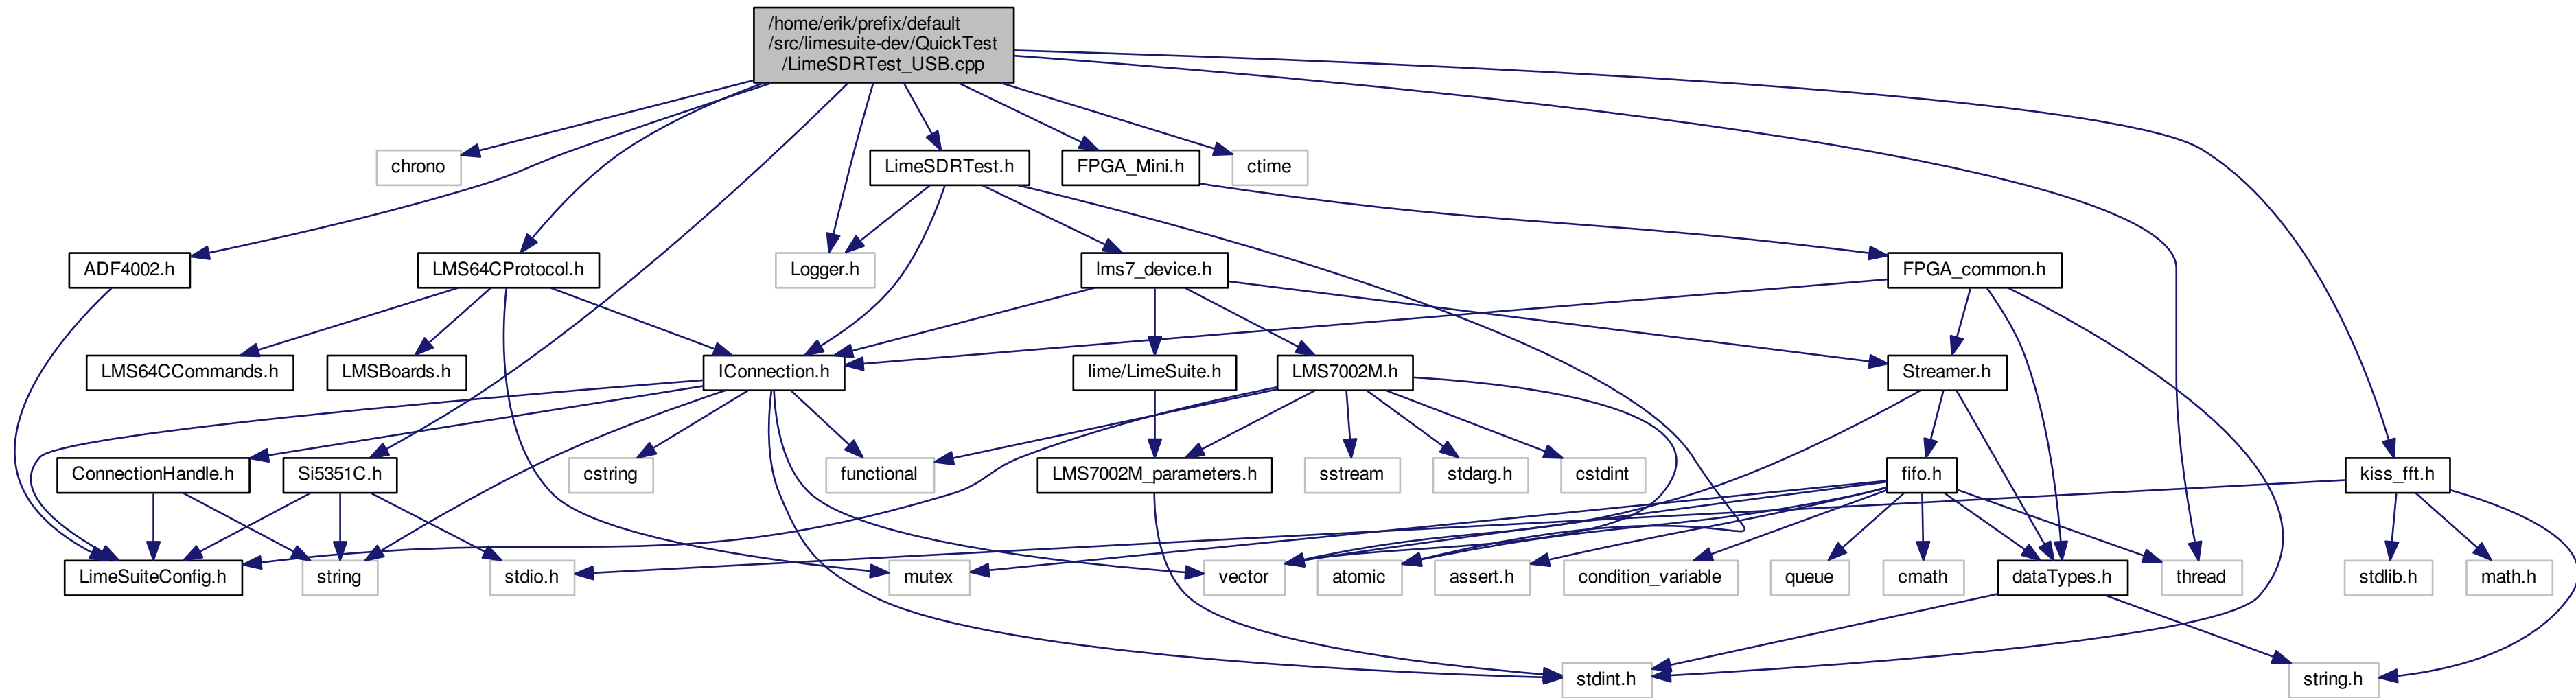 /home/erik/prefix/default
/src/limesuite-dev/QuickTest
/LimeSDRTest_USB.cpp
chrono
LimeSDRTest.h
FPGA_Mini.h
ctime
ADF4002.h
LMS64CProtocol.h
Logger.h
lms7_device.h
FPGA_common.h
LMS64CCommands.h
LMSBoards.h
IConnection.h
lime/LimeSuite.h
LMS7002M.h
Streamer.h
ConnectionHandle.h
Si5351C.h
cstring
functional
LMS7002M_parameters.h
sstream
stdarg.h
cstdint
fifo.h
kiss_fft.h
LimeSuiteConfig.h
string
stdio.h
mutex
vector
atomic
assert.h
condition_variable
queue
cmath
dataTypes.h
thread
stdlib.h
math.h
stdint.h
string.h